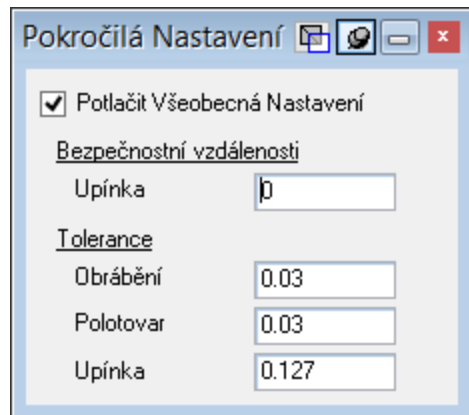 Pokročilá Nastavení
Potlačit Všeobecná Nastavení
Bezpečnostní vzdálenosti
Upínka 0
Tolerance
Obrábění 0.03
Polotovar 0.03
Upínka 0.127